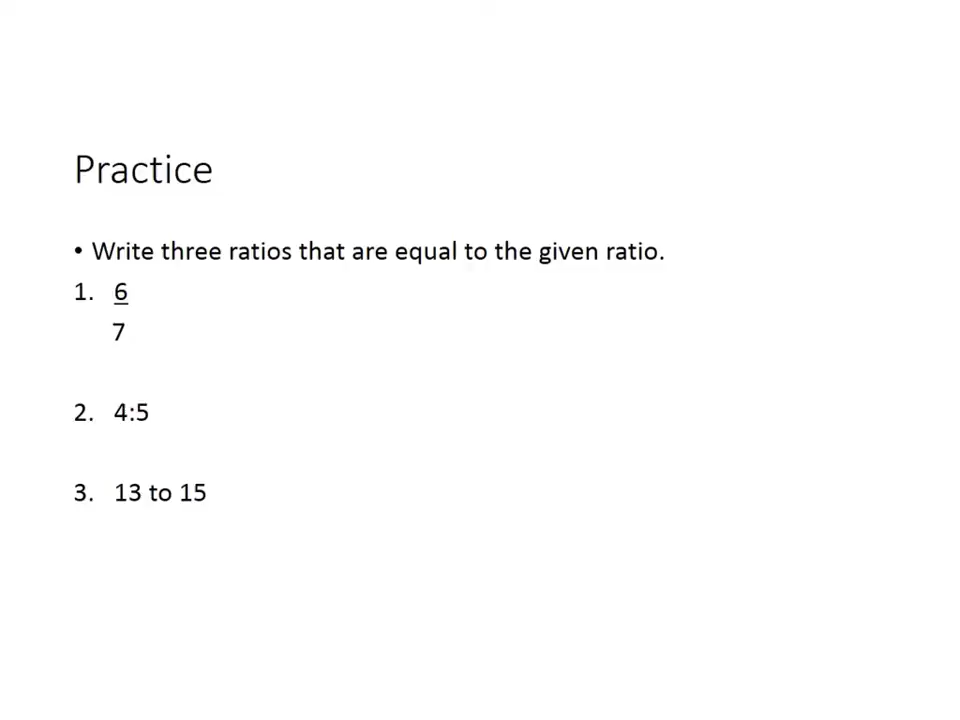 Practice
• Write three ratios that are equal to the given ratio.
1. 6
7
2. 4:5
3. 13 to 15